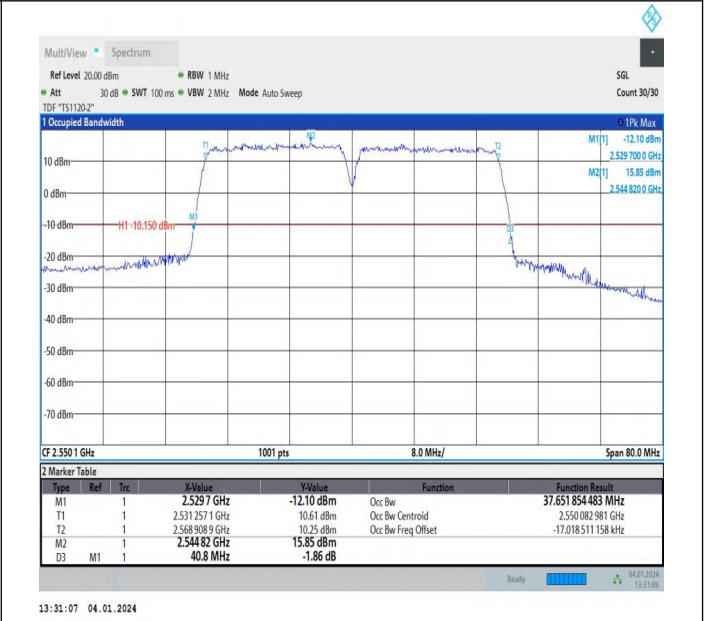 R&S
MultiView Spectrum
Ref Level 20.00 dBm RBW 1 MHz SGL
Att 30 dB SWT 100 ms VBW 2 MHz Mode Auto Sweep Count 30/30
TDF "TS1120-2"
1 Occupied Bandwidth 1Pk Max
M1[1] -12.10 dBm
2.529 700 0 GHz
M2[1] 15.85 dBm
2.544 820 0 GHz
T1 M2 T2
10 dBm
0 dBm
M1
-10 dBm H1 -10.150 dBm D3
-20 dBm
-30 dBm
-40 dBm
-50 dBm
-60 dBm
-70 dBm
CF 2.550 1 GHz 1001 pts 8.0 MHz/ Span 80.0 MHz
2 Marker Table
Type Ref Trc X-Value Y-Value Function Function Result
M1 1 2.529 7 GHz -12.10 dBm Occ Bw 37.651 854 483 MHz
T1 1 2.531 257 1 GHz 10.61 dBm Occ Bw Centroid 2.550 082 981 GHz
T2 1 2.568 908 9 GHz 10.25 dBm Occ Bw Freq Offset -17.018 511 158 kHz
M2 1 2.544 82 GHz 15.85 dBm
D3 M1 1 40.8 MHz -1.86 dB
Ready 04.01.2024
13:31:06
13:31:07 04.01.2024